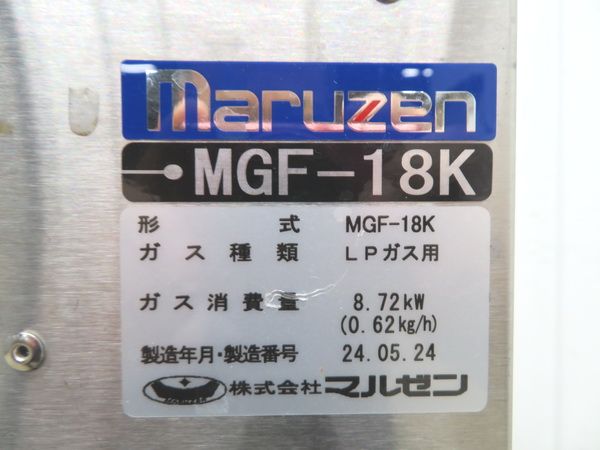 maruzen
MGF-18K
形式 MGF-18K
ガス種類 LPガス用
ガス消費量 8.72kW
(0.62kg/h)
製造年月・製造番号 24.05.24
MARUZEN 株式会社マルゼン